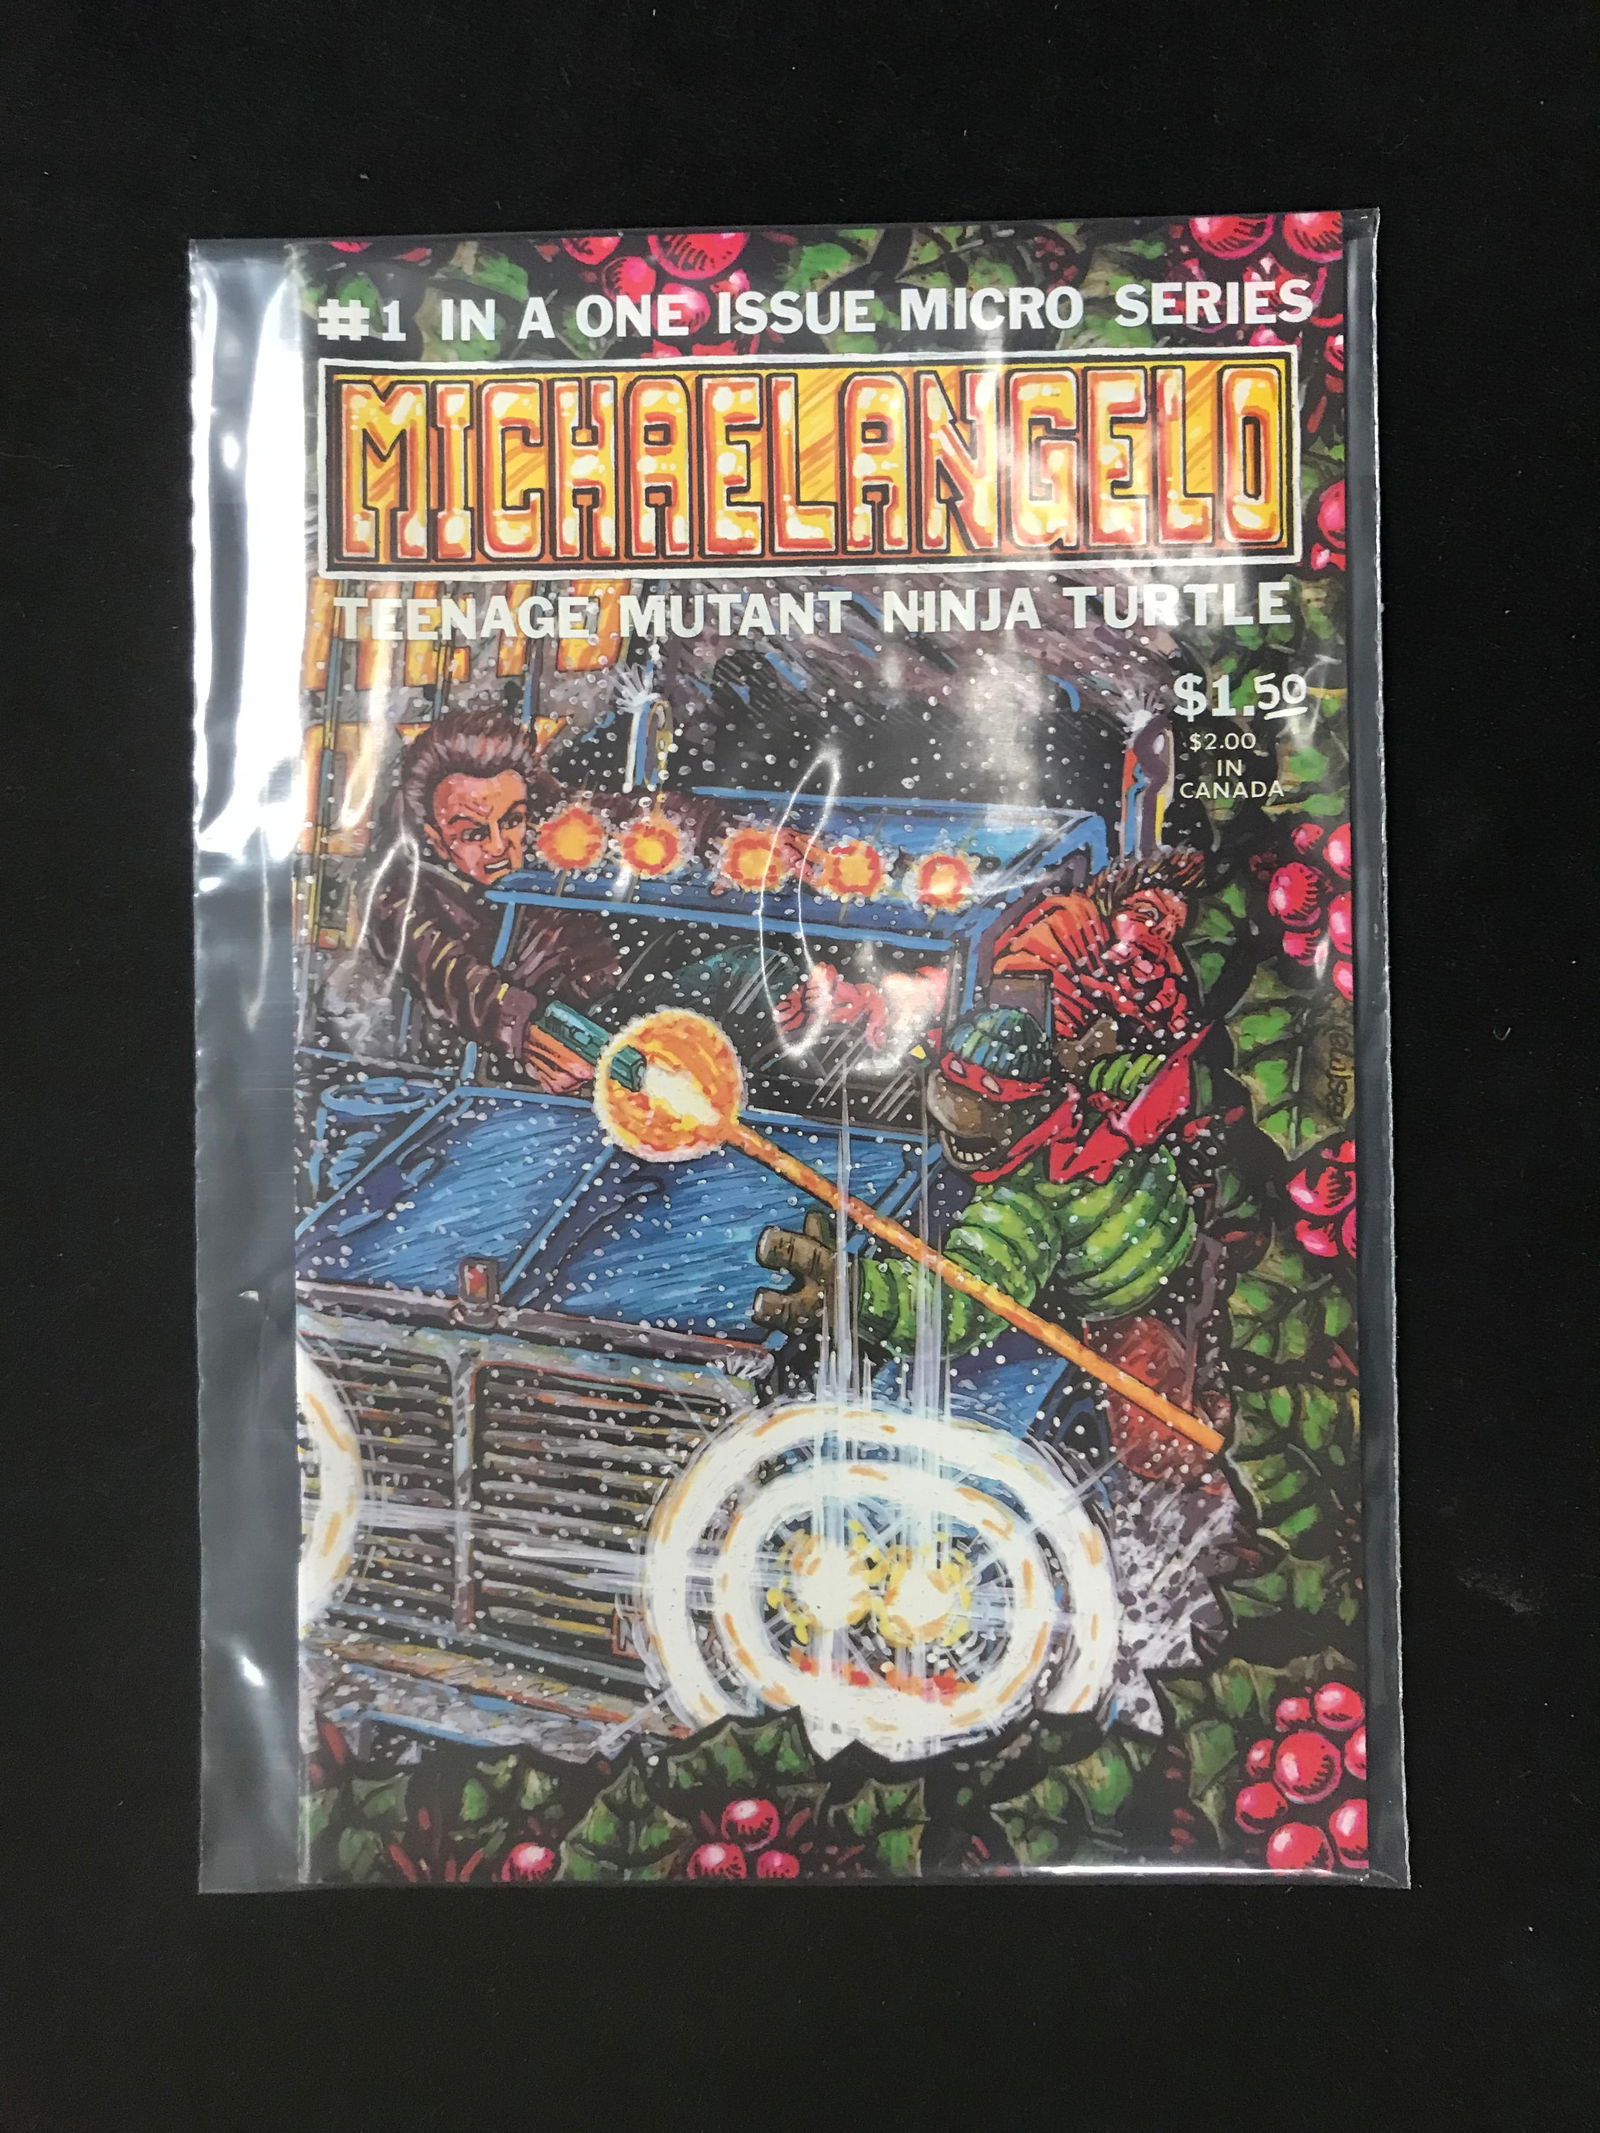 #1 IN A ONE ISSUE MICRO SERIES
MICHAELANGELO
TEENAGE MUTANT NINJA TURTLE
$1.50
$2.00
IN
CANADA